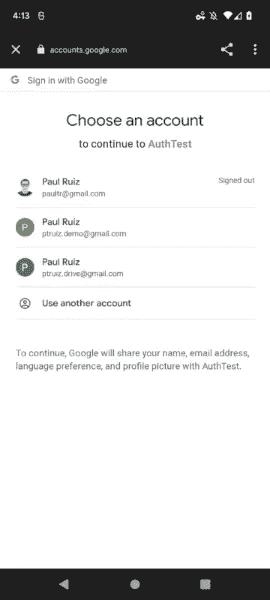 4:13
accounts.google.com
G Sign in with Google
Choose an account
to continue to AuthTest
Paul Ruiz Signed out
paultr@gmail.com
P Paul Ruiz
ptruiz.demo@gmail.com
P Paul Ruiz
ptruiz.drive@gmail.com
Use another account
To continue, Google will share your name, email address,
language preference, and profile picture with AuthTest.